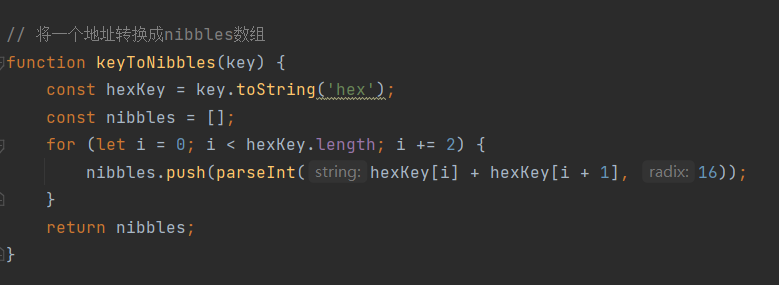 // 将一个地址转换成nibbles数组
function keyToNibbles(key) {
    const hexKey = key.toString('hex');
    const nibbles = [];
    for (let i = 0; i < hexKey.length; i += 2) {
        nibbles.push(parseInt( string: hexKey[i] + hexKey[i + 1], radix: 16));
    }
    return nibbles;
}